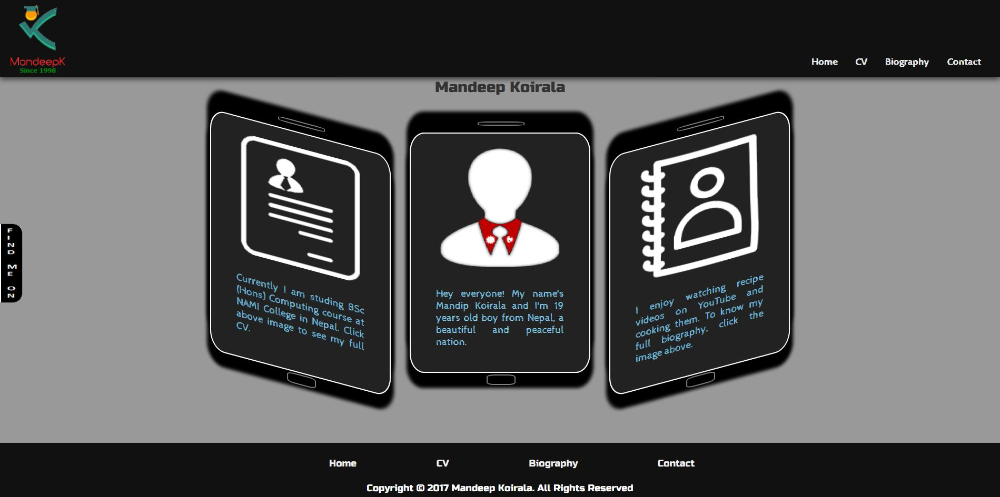 MandeepK
Since 1998
Home CV Biography Contact
Mandeep Koirala
FIND ME ON
Currently I am studing BSc
(Hons) Computing course at
NAMI College in Nepal. Click
above image to see my full
CV.
Hey everyone! My name's
Mandip Koirala and I'm 19
years old boy from Nepal, a
beautiful and peaceful
nation.
I enjoy watching recipe
videos on YouTube and
cooking them. To know my
full biography, click the
image above.
Home CV Biography Contact
Copyright © 2017 Mandeep Koirala. All Rights Reserved